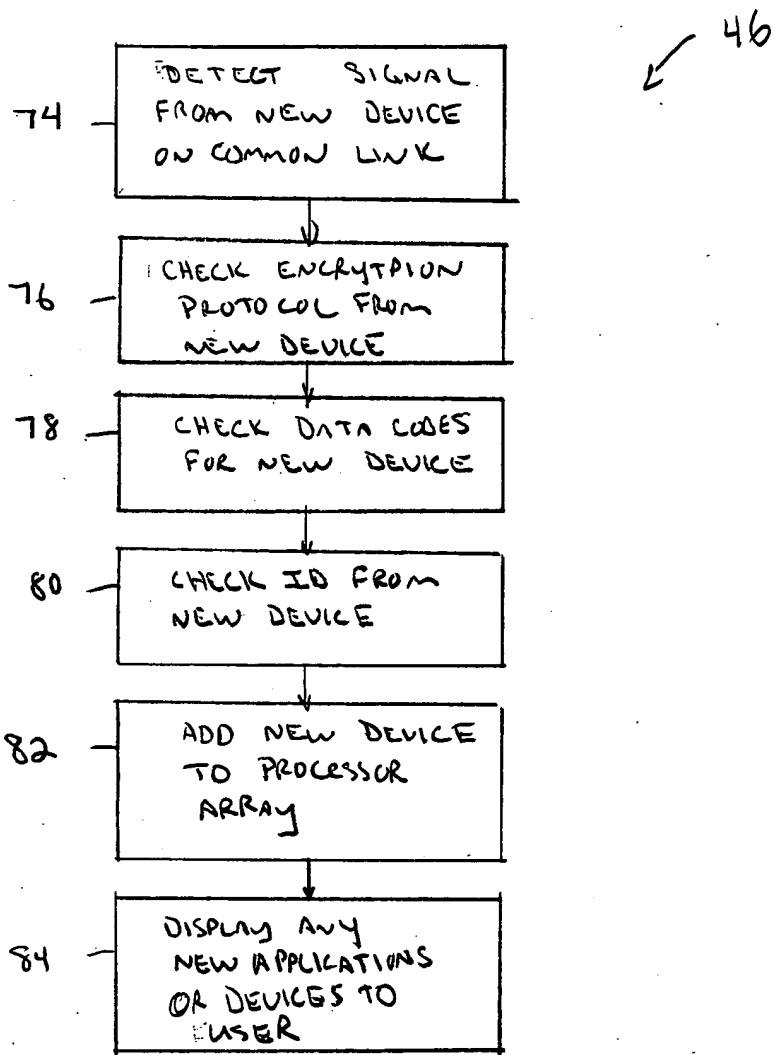 46
74
DETECT SIGNAL
FROM NEW DEVICE
ON COMMON LINK
76
CHECK ENCRYTPION
PROTOCOL FROM
NEW DEVICE
78
CHECK DATA CODES
FOR NEW DEVICE
80
CHECK ID FROM
NEW DEVICE
82
ADD NEW DEVICE
TO PROCESSOR
ARRAY
84
DISPLAY ANY
NEW APPLICATIONS
OR DEVICES TO
USER